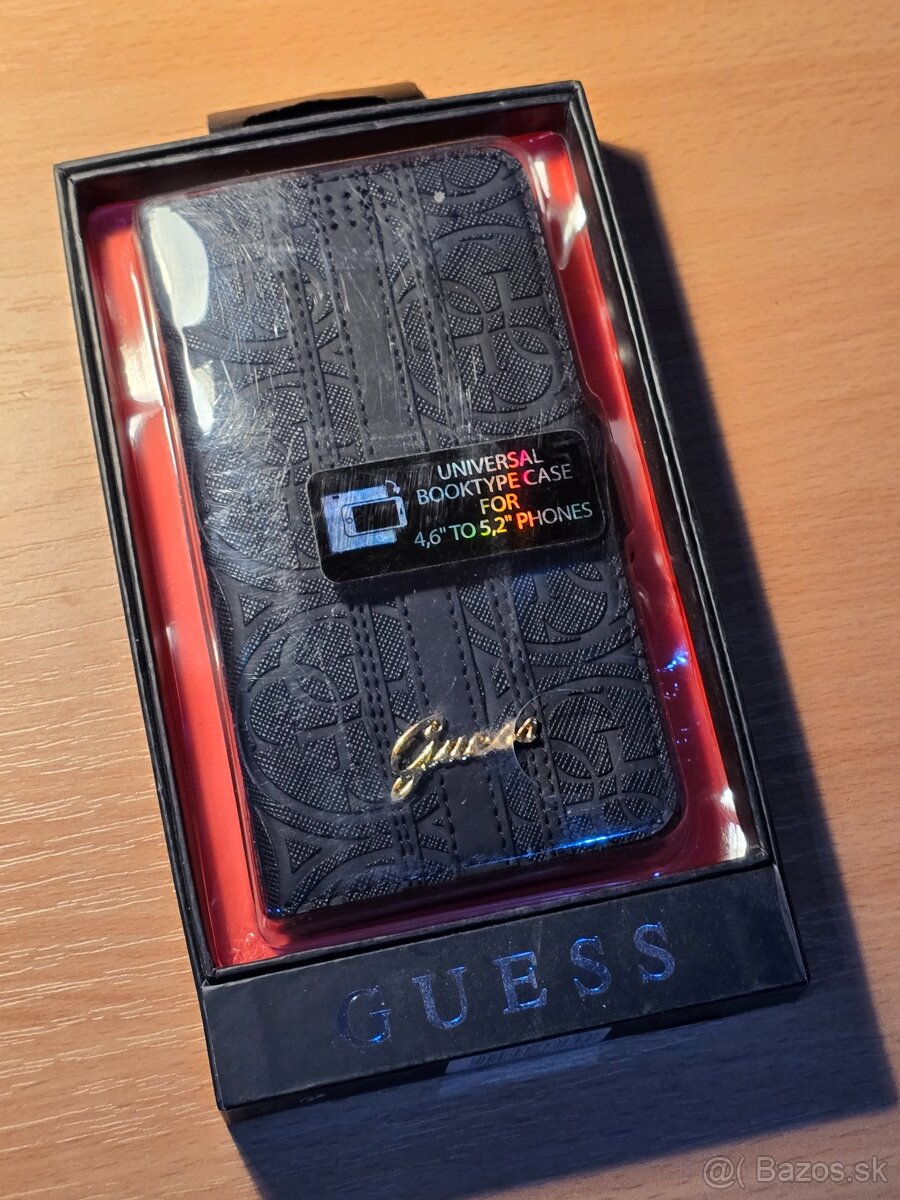 UNIVERSAL
BOOKTYPE CASE
FOR
4,6" TO 5,2" PHONES
Guess
GUESS
@( Bazos.sk